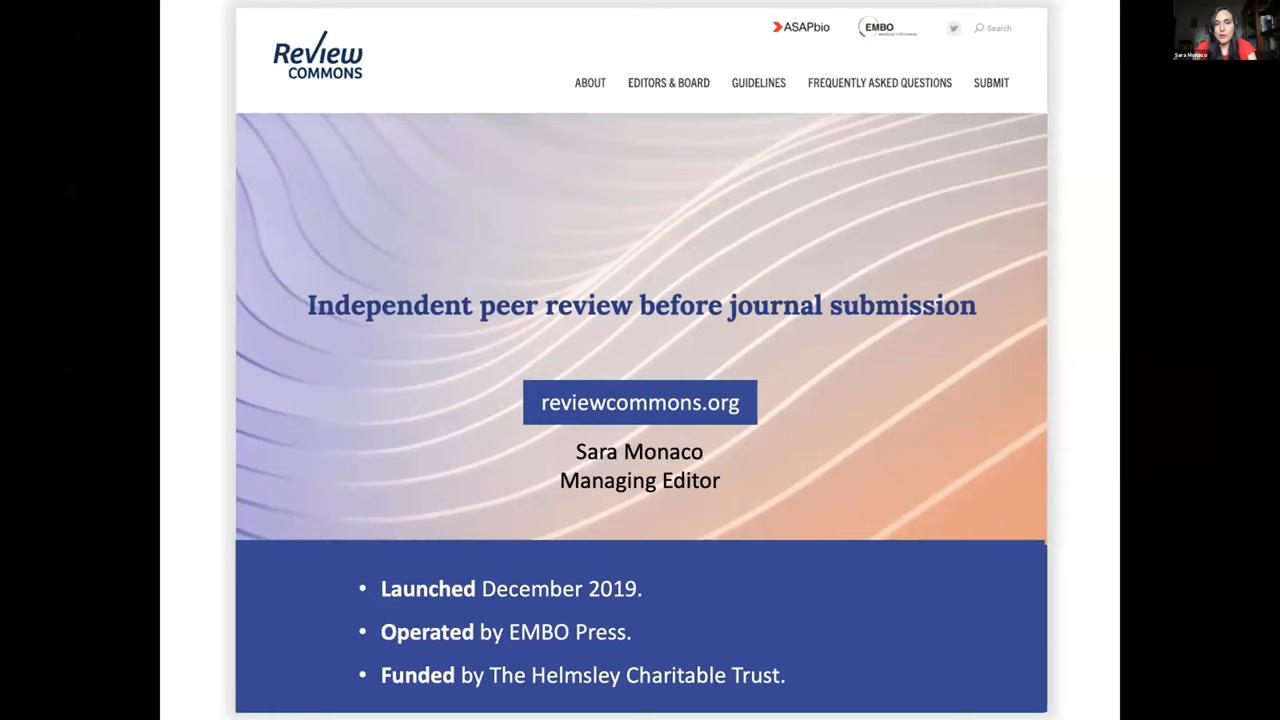 Review
COMMONS
ASAPbio
EMBO
Search
Sara Monaco
ABOUT
EDITORS & BOARD
GUIDELINES
FREQUENTLY ASKED QUESTIONS
SUBMIT
Independent peer review before journal submission
reviewcommons.org
Sara Monaco
Managing Editor
• Launched December 2019.
• Operated by EMBO Press.
• Funded by The Helmsley Charitable Trust.